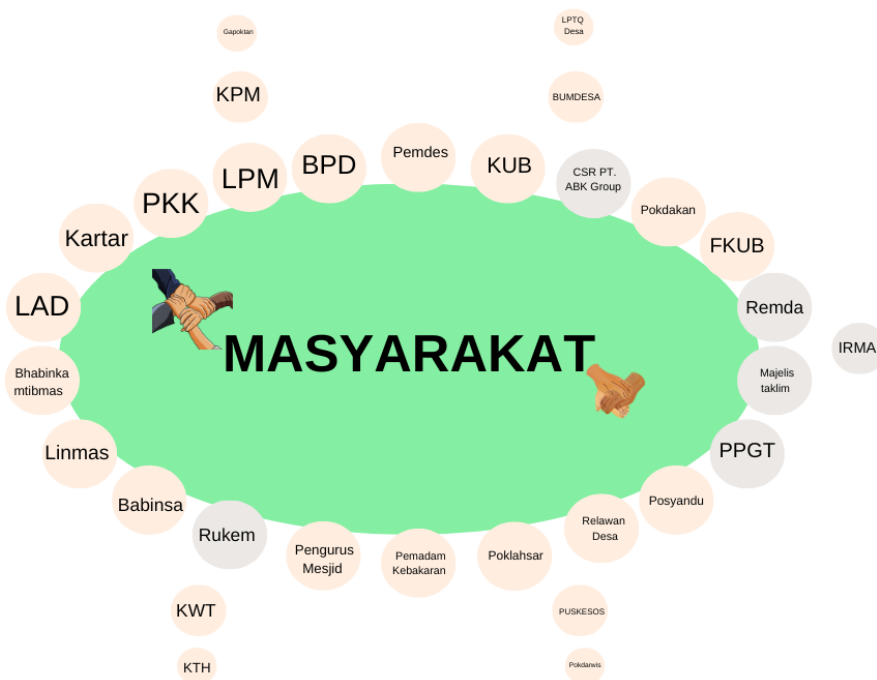 Gapoktan
LPTQ
Desa
KPM
BUMDESA
LPM
BPD
Pemdes
KUB
CSR PT.
ABK Group
PKK
Pokdakan
Kartar
FKUB
LAD
Remda
MASYARAKAT
IRMA
Bhabinka
mtibmas
Majelis
taklim
Linmas
PPGT
Babinsa
Posyandu
Rukem
Relawan
Desa
Pengurus
Mesjid
Pemadam
Kebakaran
Poklahsar
KWT
PUSKESOS
KTH
Pokdarwis